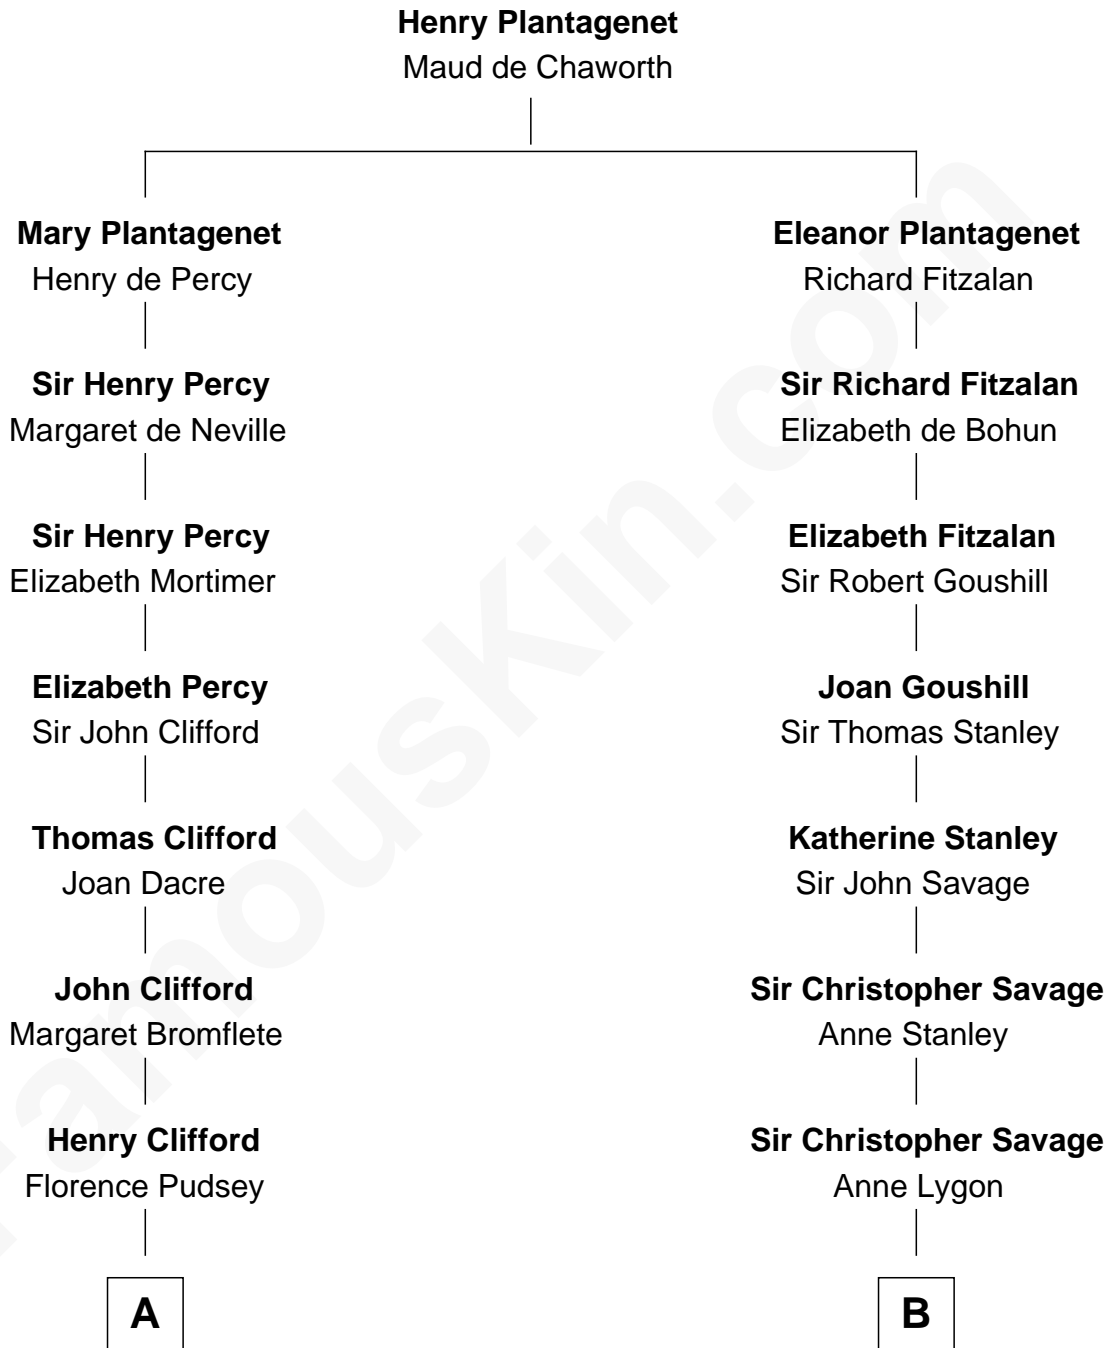 Henry Plantagenet
Maud de Chaworth
Mary Plantagenet
Henry de Percy
Eleanor Plantagenet
Richard Fitzalan
Sir Henry Percy
Margaret de Neville
Sir Richard Fitzalan
Elizabeth de Bohun
Sir Henry Percy
Elizabeth Mortimer
Elizabeth Fitzalan
Sir Robert Goushill
Elizabeth Percy
Sir John Clifford
Joan Goushill
Sir Thomas Stanley
Thomas Clifford
Joan Dacre
Katherine Stanley
Sir John Savage
John Clifford
Margaret Bromflete
Sir Christopher Savage
Anne Stanley
Henry Clifford
Florence Pudsey
Sir Christopher Savage
Anne Lygon
A
B
FamousKin.com